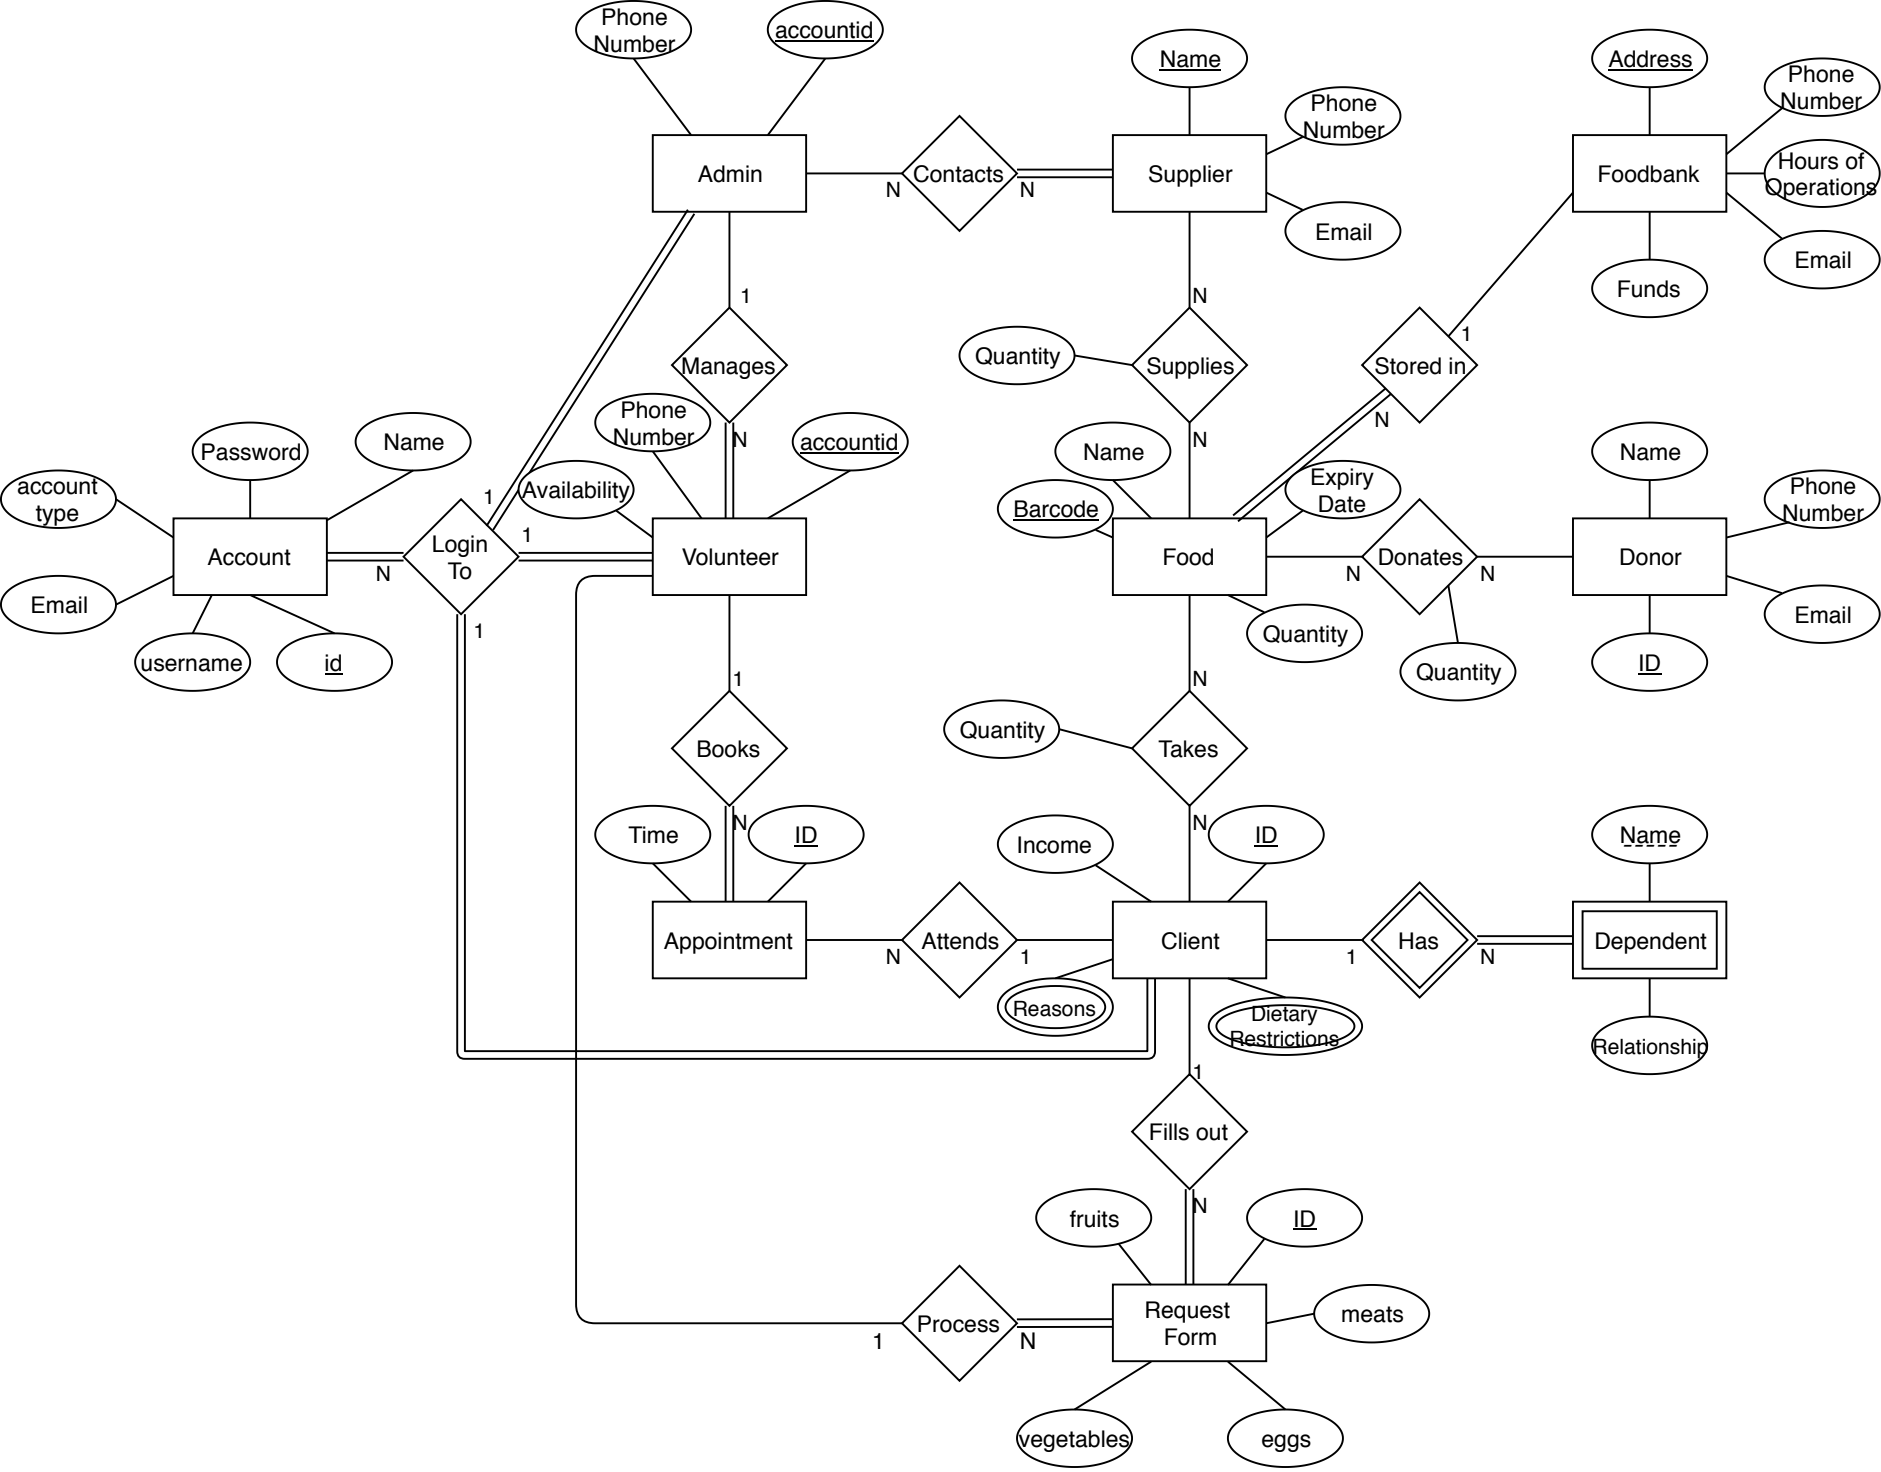 Phone
Number
accountid
Name
Address
Phone
Number
Phone
Number
Admin
Contacts
Supplier
Foodbank
Hours of
Operations
N
N
Email
Email
Funds
1
N
1
Manages
Quantity
Supplies
Stored in
Phone
Number
N
accountid
N
N
Name
Name
Password
Name
account
type
Availability
1
Barcode
Expiry
Date
Phone
Number
Account
Login
To
1
Volunteer
Food
Donates
Donor
N
N
N
Email
Email
1
Quantity
username
id
Quantity
ID
1
N
Books
Quantity
Takes
Time
N
ID
Income
N
ID
Name
Appointment
Attends
Client
Has
Dependent
N
1
1
N
Reasons
Dietary
Restrictions
Relationship
1
Fills out
N
fruits
ID
Process
Request
Form
meats
1
N
vegetables
eggs